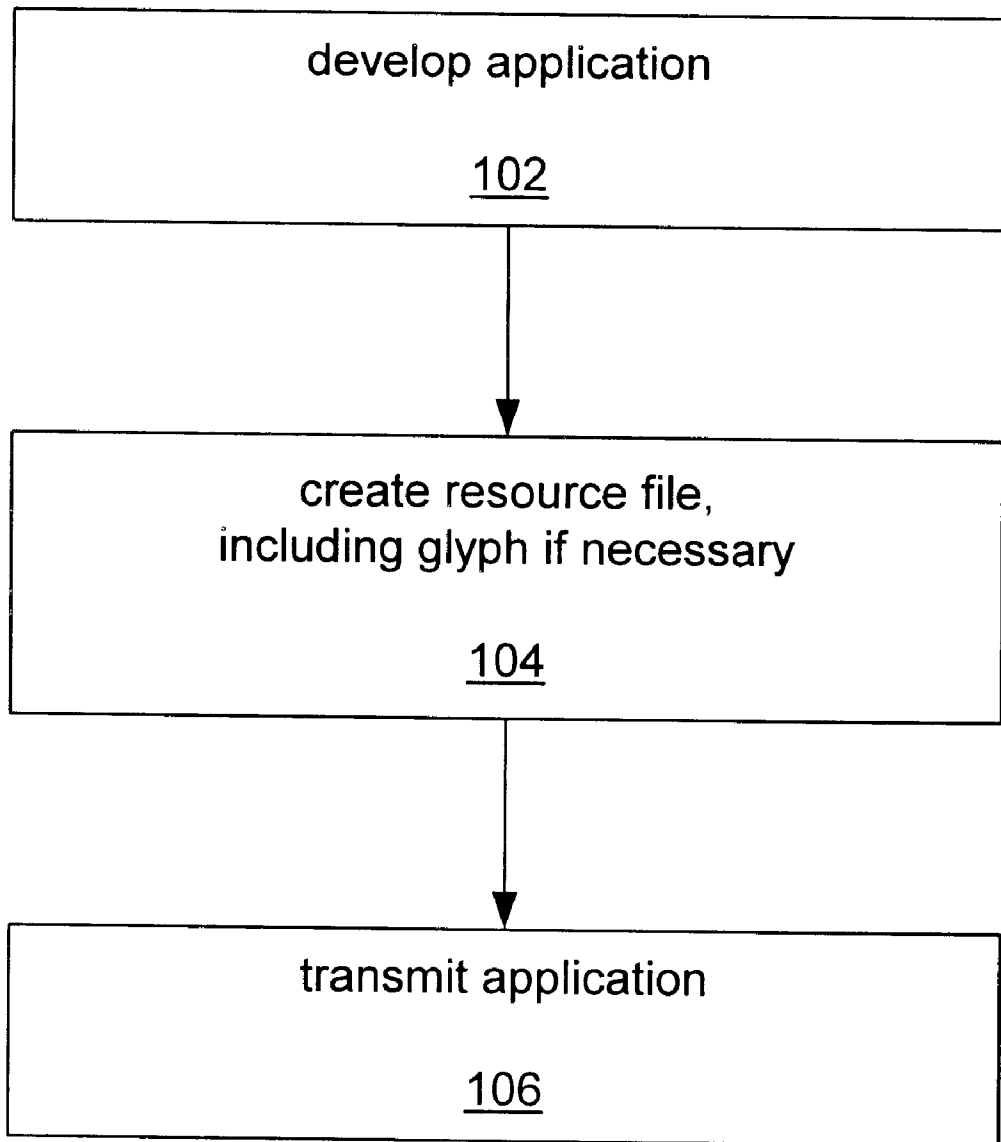 develop application
102
create resource file,
including glyph if necessary
104
transmit application
106